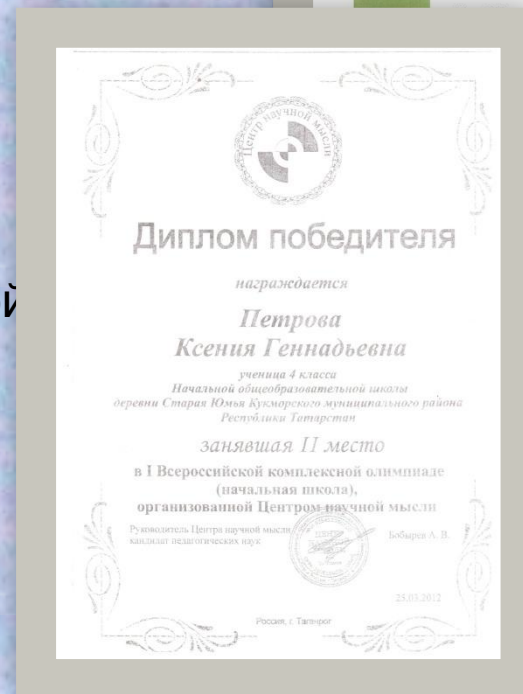 ой
Центр научной мысли
Диплом победителя
награждается
Петрова
Ксения Геннадьевна
ученица 4 класса
Начальной общеобразовательной школы
деревни Старая Юмья Кукморского муниципального района
Республики Татарстан
занявшая II место
в I Всероссийской комплексной олимпиаде
(начальная школа),
организованной Центром научной мысли
Руководитель Центра научной мысли
кандидат педагогических наук
Бобырев А. В.
25.03.2012
Россия, г. Таганрог